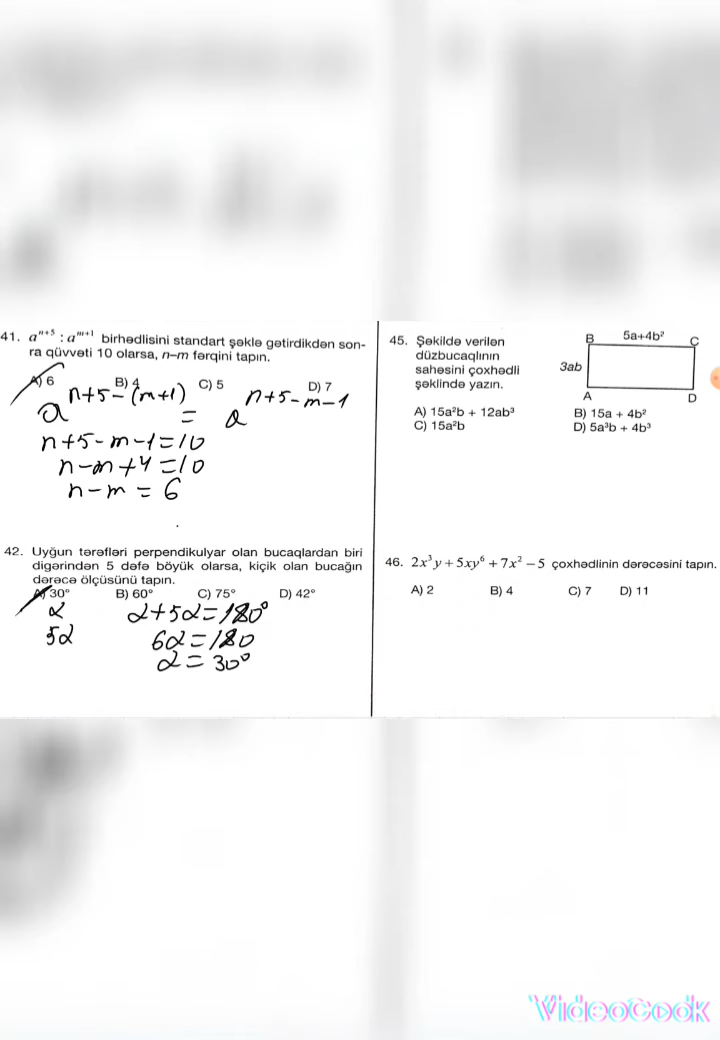 41. aⁿ⁺⁵ : aᵐ⁺¹ birhədlisini standart şəklə gətirdikdən son-
ra qüvvəti 10 olarsa, n–m fərqini tapın.
A) 6 B) 4 C) 5 D) 7
a^(n+5-(m+1)) = a^(n+5-m-1)
n+5-m-1=10
n-m+4=10
n-m=6
42. Uyğun tərəfləri perpendikulyar olan bucaqlardan biri
digərindən 5 dəfə böyük olarsa, kiçik olan bucağın
dərəcə ölçüsünü tapın.
A) 30° B) 60° C) 75° D) 42°
α α+5α=180°
5α 6α=180
α=30°
45. Şəkildə verilən
düzbucaqlının
sahəsini çoxhədli
şəklində yazın.
B 5a+4b² C
3ab
A D
A) 15a²b + 12ab³ B) 15a + 4b²
C) 15a²b D) 5a³b + 4b³
46. 2x³y + 5xy⁶ + 7x² – 5 çoxhədlinin dərəcəsini tapın.
A) 2 B) 4 C) 7 D) 11
VideoCook